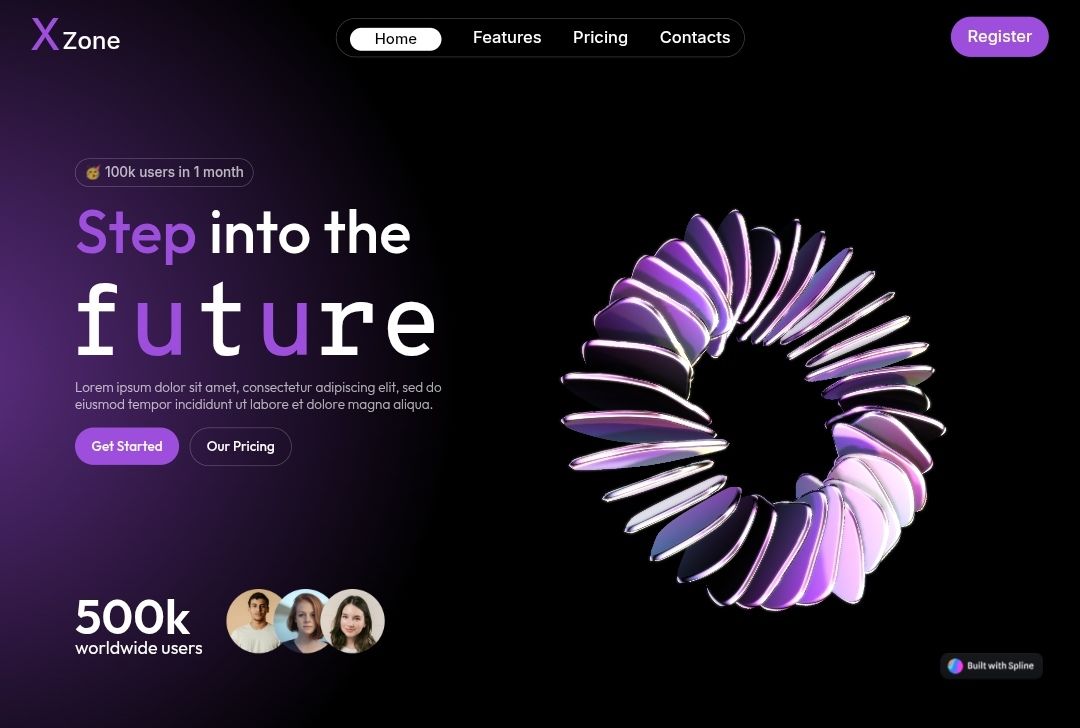 X Zone
Home
Features
Pricing
Contacts
Register
🥳 100k users in 1 month
Step into the
future
Lorem ipsum dolor sit amet, consectetur adipiscing elit, sed do
eiusmod tempor incididunt ut labore et dolore magna aliqua.
Get Started
Our Pricing
500k
worldwide users
Built with Spline